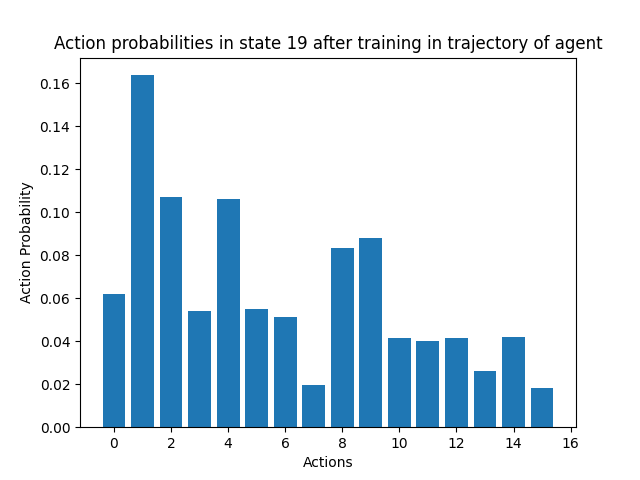 Action probabilities in state 19 after training in trajectory of agent
0.16
0.14
0.12
0.10
0.08
0.06
0.04
0.02
0.00
Action Probability
0 2 4 6 8 10 12 14 16
Actions